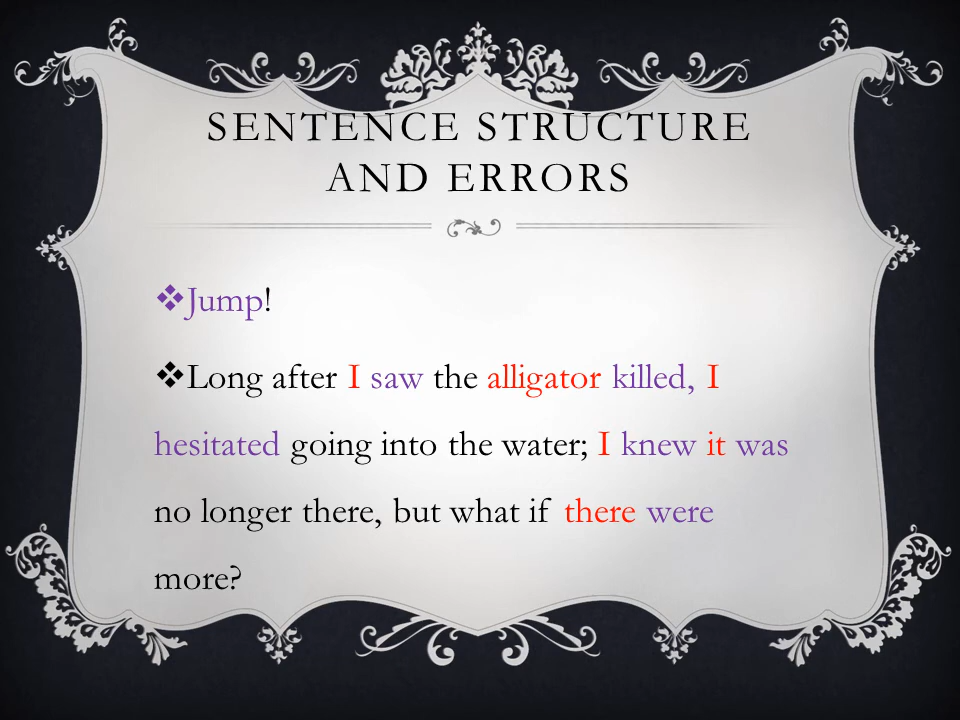 SENTENCE STRUCTURE
AND ERRORS
❖Jump!
❖Long after I saw the alligator killed, I
hesitated going into the water; I knew it was
no longer there, but what if there were
more?